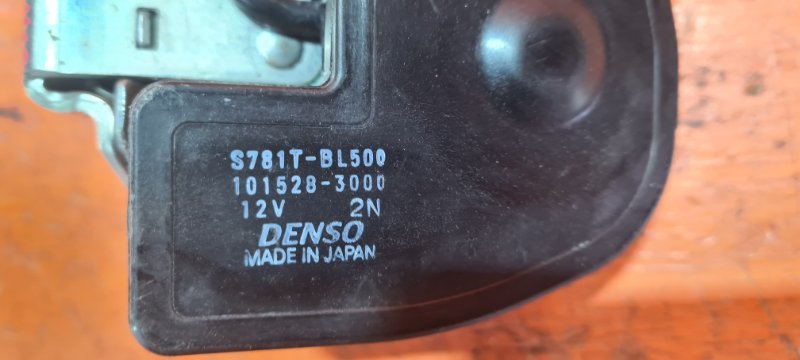 S781T-BL500
101528-3000
12V 2N
DENSO
MADE IN JAPAN